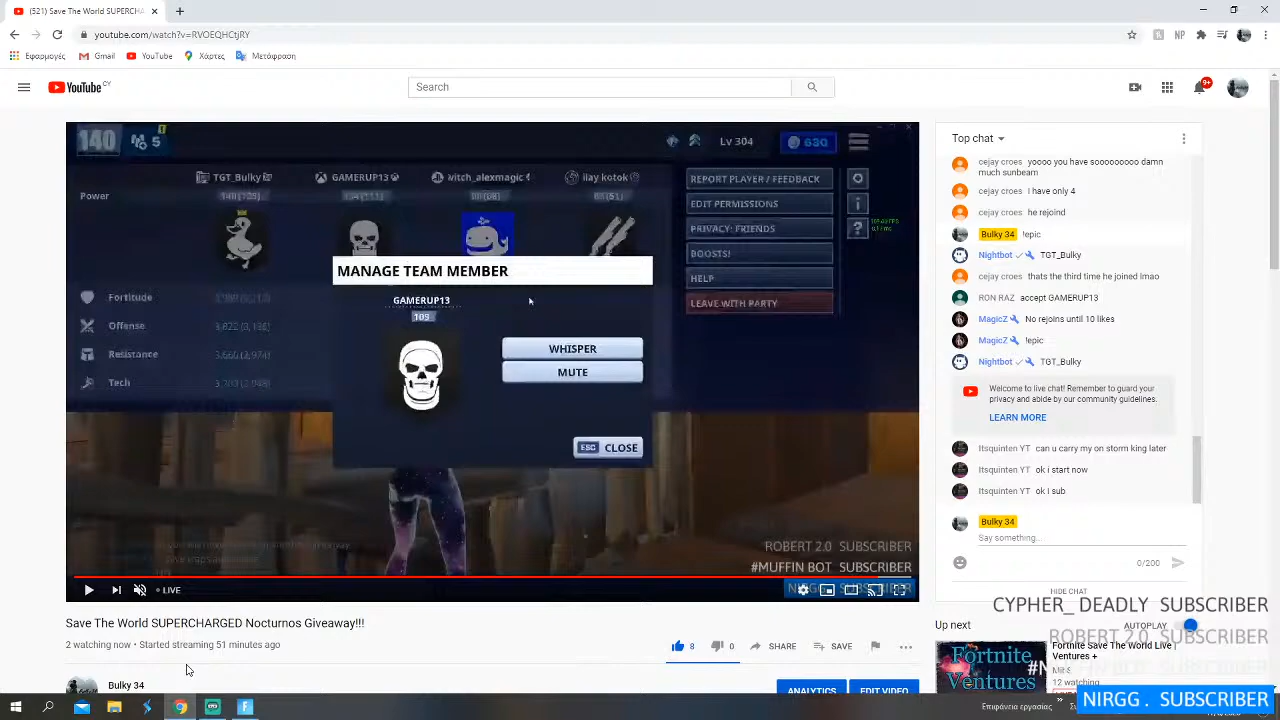 (521) Save The World SUPERCHA
youtube.com/watch?v=RVOEQHCtjRY
Εφαρμογές
Gmail
YouTube
Χάρτες
Μετάφραση
YouTube CY
Search
9+
140
5
Lv 304
630
TGT_Bulky
GAMERUP13
ilay kotok
Power
REPORT PLAYER / FEEDBACK
EDIT PERMISSIONS
PRIVACY: FRIENDS
BOOSTS!
HELP
LEAVE WITH PARTY
MANAGE TEAM MEMBER
GAMERUP13
109
WHISPER
MUTE
ESC CLOSE
Fortitude
Offense
Resistance
Tech
ROBERT 2.0 SUBSCRIBER
#MUFFIN BOT SUBSCRIBER
LIVE
Top chat
cejay croes yoooo you have sooooooooo damn
much sunbeam
cejay croes I have only 4
cejay croes he rejoind
Bulky 34 !epic
Nightbot TGT_Bulky
cejay croes thats the third time he joined lmao
RON RAZ accept GAMERUP13
MagicZ No rejoins until 10 likes
MagicZ !epic
Nightbot TGT_Bulky
Welcome to live chat! Remember to guard your
privacy and abide by our community guidelines.
LEARN MORE
Itsquinten YT can u carry my on storm king later
Itsquinten YT ok i start now
Itsquinten YT ok I sub
Bulky 34
Say something...
0/200
HIDE CHAT
Save The World SUPERCHARGED Nocturnos Giveaway!!!
2 watching now • Started streaming 51 minutes ago
8
0
SHARE
SAVE
Bulky 34
ANALYTICS
EDIT VIDEO
Up next
AUTOPLAY
Fortnite Save The World Live |
Ventures +
12 watching
Fortnite
Ventures
CYPHER_ DEADLY SUBSCRIBER
ROBERT 2.0 SUBSCRIBER
NIRGG . SUBSCRIBER
Επιφάνεια εργασίας